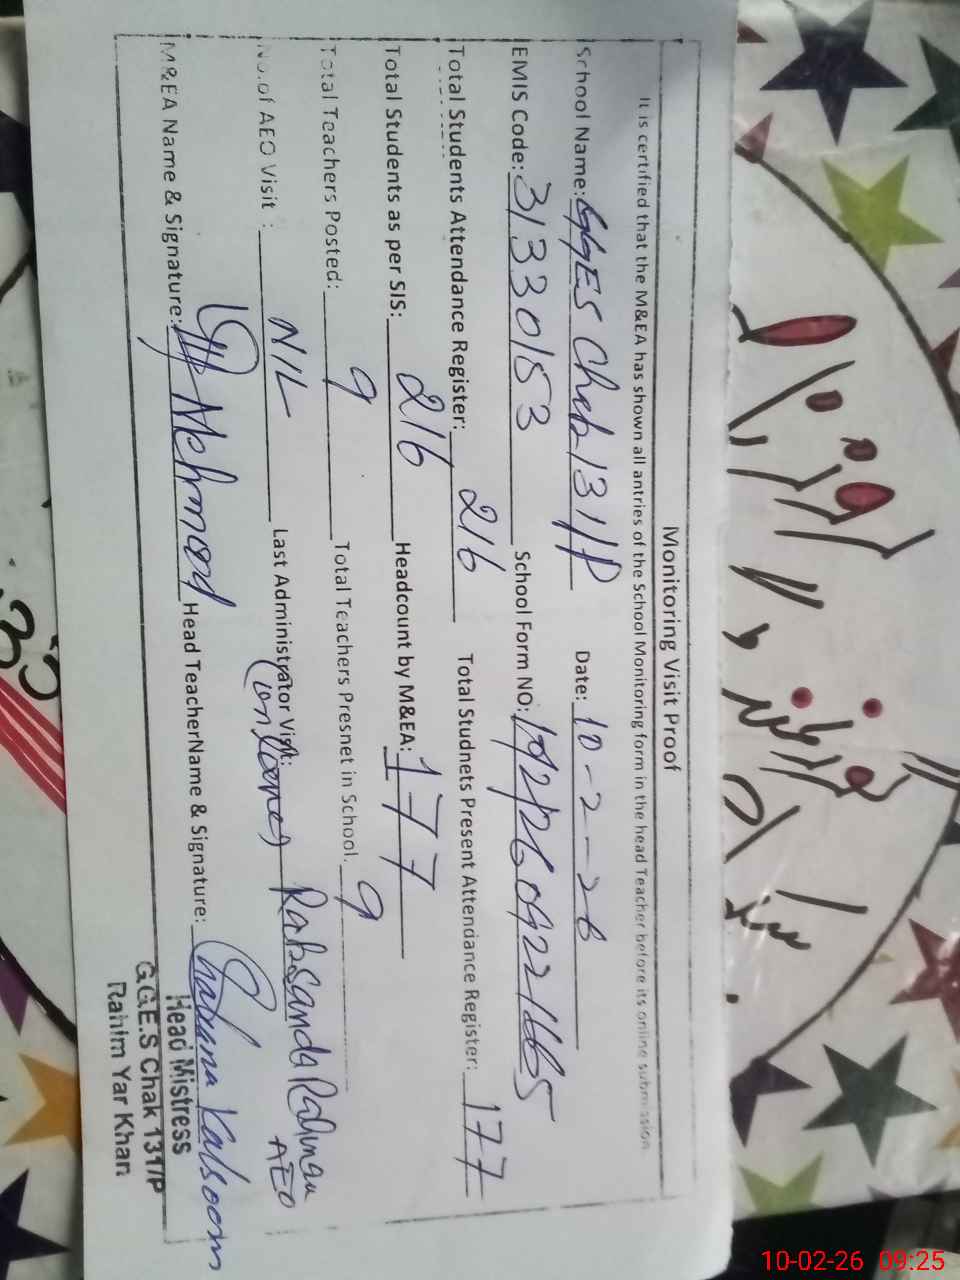 Monitoring Visit Proof
It is certified that the M&EA has shown all antries of the School Monitoring form in the head Teacher before its online submission
School Name: GGES Chak 131/P Date: 10-2-26
EMIS Code: 31330153 School Form NO:
Total Students Attendance Register: 216 Total Studnets Present Attendance Register: 177
Total Students as per SIS: 216 Headcount by M&EA: 177
Total Teachers Posted: 9 Total Teachers Presnet in School. 9
No.of AEO Visit : NIL Last Administrator Visit: AEO
M&EA Name & Signature: Mehmood Head TeacherName & Signature: Shabana Kalsoom
Head Mistress
G.G.E.S Chak 131/P
Rahim Yar Khan
10-02-26 09:25